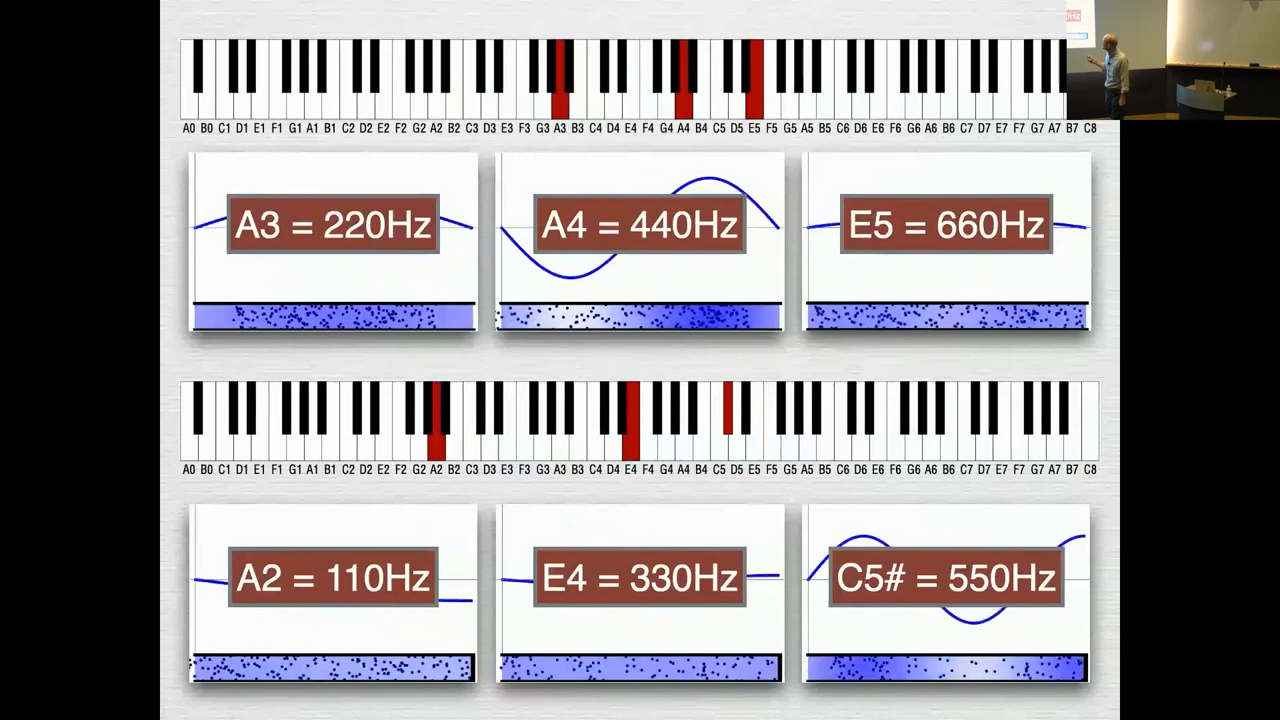 A0 B0 C1 D1 E1 F1 G1 A1 B1 C2 D2 E2 F2 G2 A2 B2 C3 D3 E3 F3 G3 A3 B3 C4 D4 E4 F4 G4 A4 B4 C5 D5 E5 F5 G5 A5 B5 C6 D6 E6 F6 G6 A6 B6 C7 D7 E7 F7 G7 A7 B7 C8
A3 = 220Hz
A4 = 440Hz
E5 = 660Hz
A0 B0 C1 D1 E1 F1 G1 A1 B1 C2 D2 E2 F2 G2 A2 B2 C3 D3 E3 F3 G3 A3 B3 C4 D4 E4 F4 G4 A4 B4 C5 D5 E5 F5 G5 A5 B5 C6 D6 E6 F6 G6 A6 B6 C7 D7 E7 F7 G7 A7 B7 C8
A2 = 110Hz
E4 = 330Hz
C5# = 550Hz